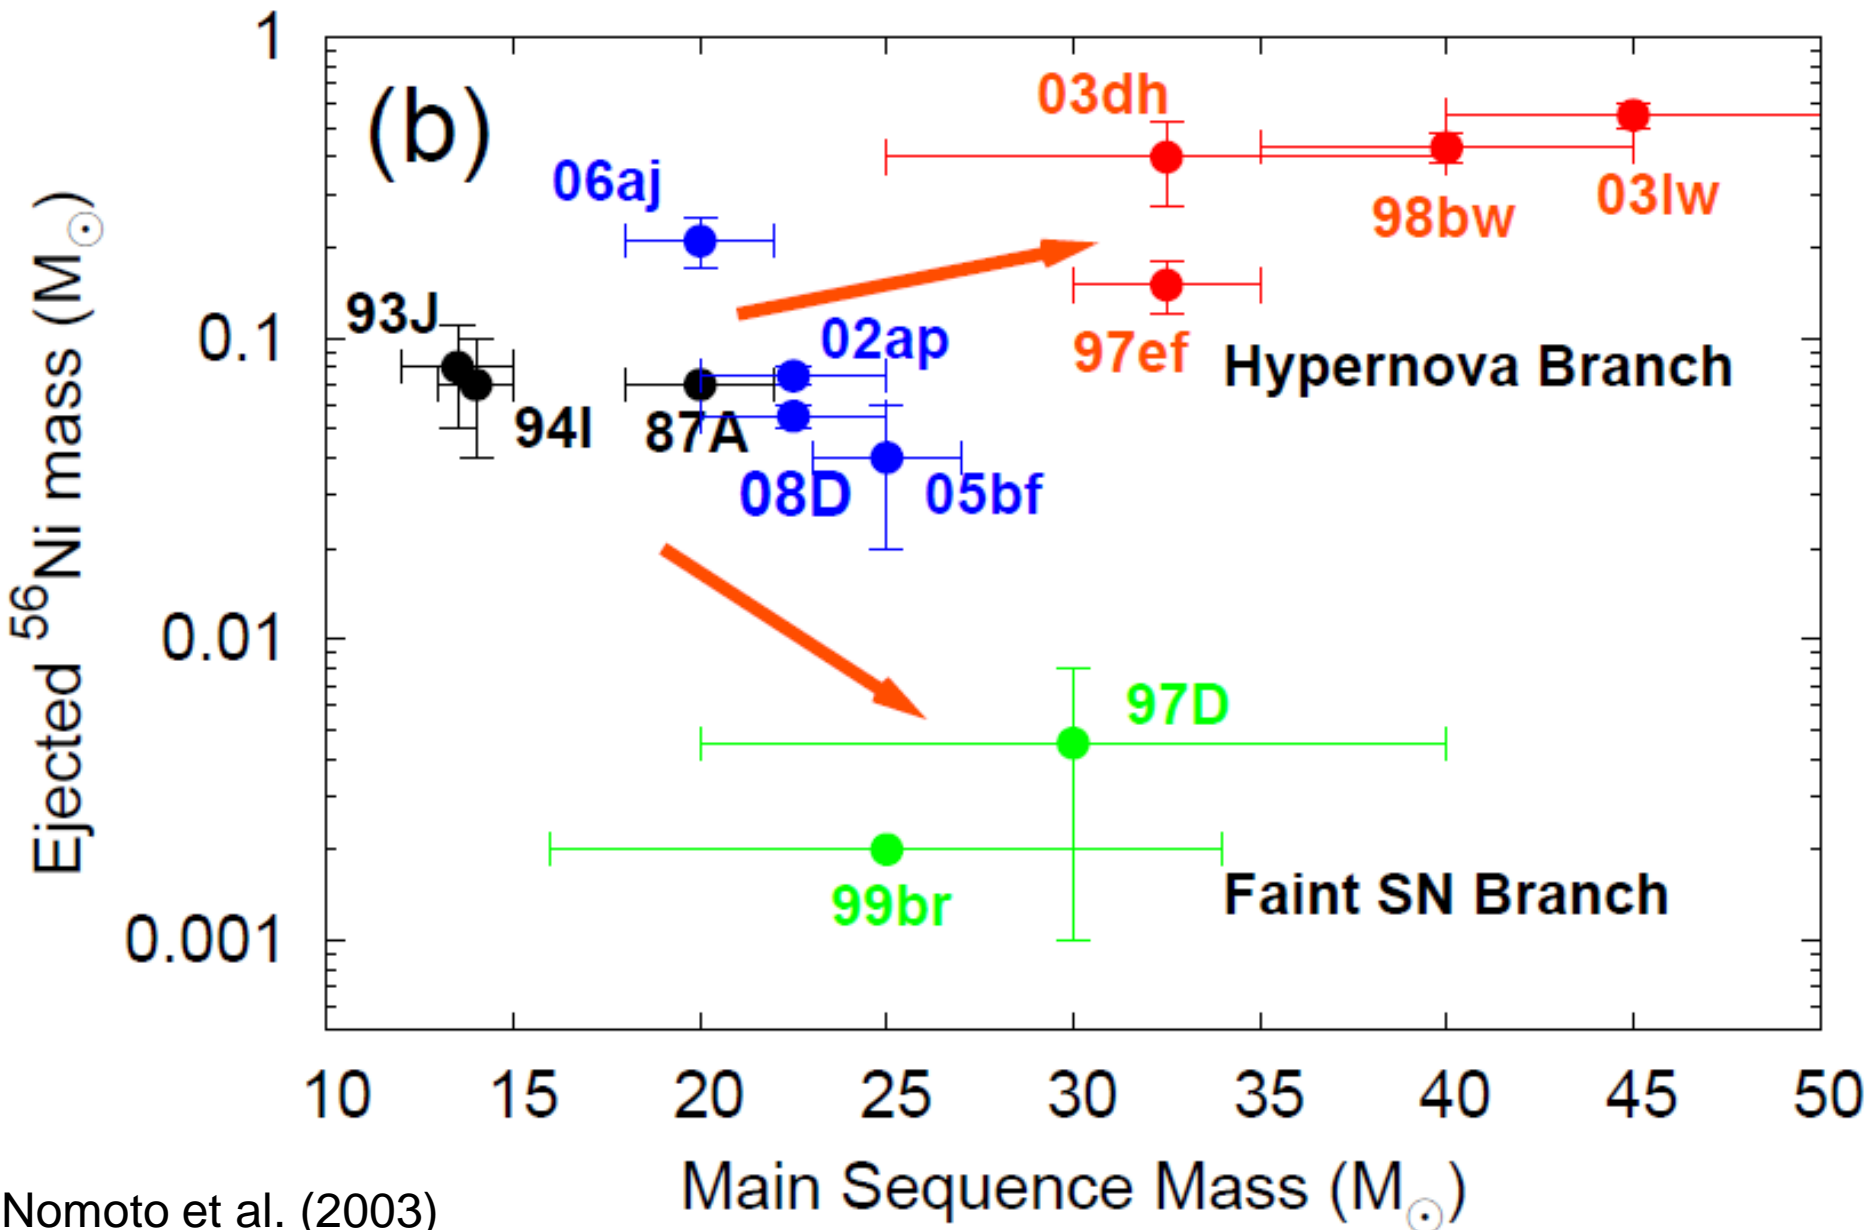 (b)
1
0.1
0.01
0.001
Ejected ⁵⁶Ni mass (M☉)
03dh
06aj
98bw
03lw
93J
02ap
97ef
Hypernova Branch
94I
87A
08D
05bf
97D
99br
Faint SN Branch
10 15 20 25 30 35 40 45 50
Main Sequence Mass (M☉)
Nomoto et al. (2003)